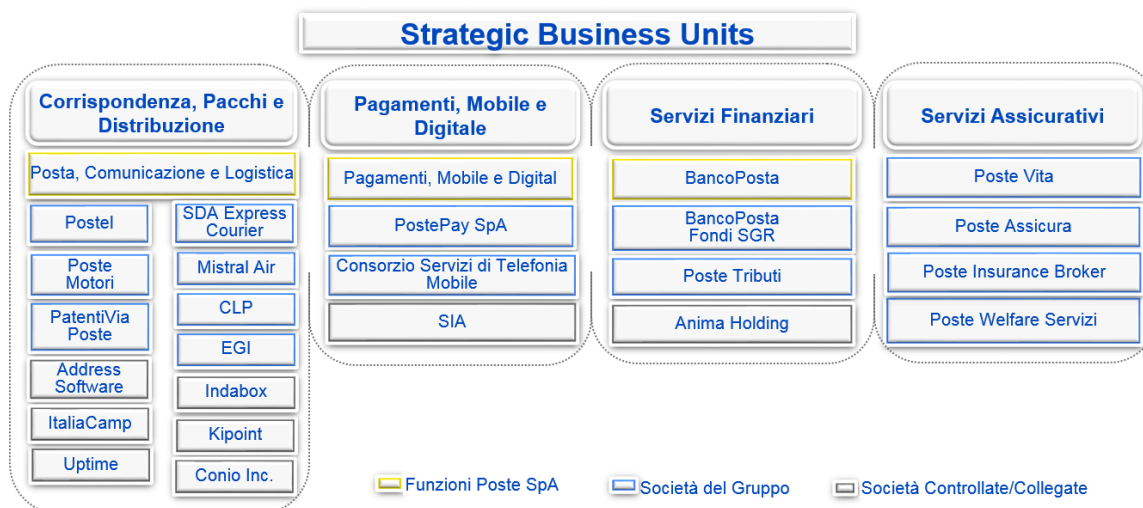 Strategic Business Units
Corrispondenza, Pacchi e
Distribuzione
Posta, Comunicazione e Logistica
Postel
Poste
Motori
PatentiVia
Poste
Address
Software
ItaliaCamp
Uptime
SDA Express
Courier
Mistral Air
CLP
EGI
Indabox
Kipoint
Conio Inc.
Pagamenti, Mobile e
Digitale
Pagamenti, Mobile e Digital
PostePay SpA
Consorzio Servizi di Telefonia
Mobile
SIA
Servizi Finanziari
BancoPosta
BancoPosta
Fondi SGR
Poste Tributi
Anima Holding
Servizi Assicurativi
Poste Vita
Poste Assicura
Poste Insurance Broker
Poste Welfare Servizi
Funzioni Poste SpA
Società del Gruppo
Società Controllate/Collegate